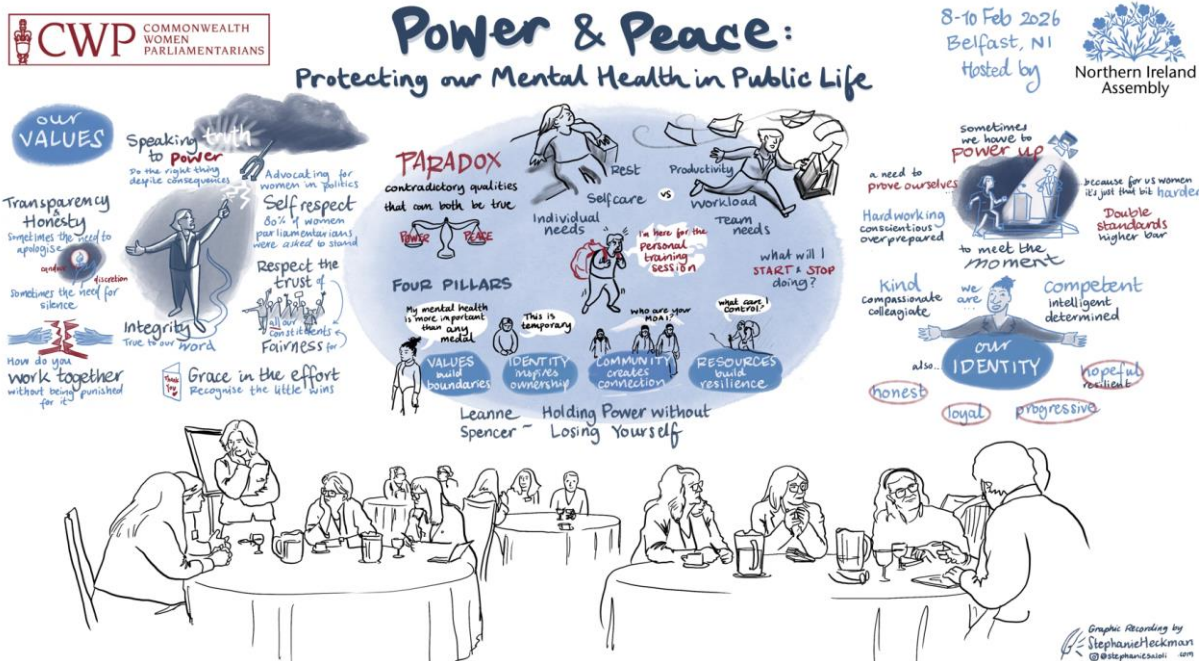 CWP
COMMONWEALTH
WOMEN
PARLIAMENTARIANS
Power & Peace:
Protecting our Mental Health in Public Life
8-10 Feb 2026
Belfast, NI
Hosted by
Northern Ireland
Assembly
our
VALUES
Speaking truth
to power
Do the right thing
despite consequences
Advocating for
women in politics
Self respect
80% of women
parliamentarians
were asked to stand
Transparency
&
Honesty
Sometimes the need to
apologise
candour
discretion
Sometimes the need for
silence
Respect the
trust of
all our
constituents
Fairness for
Integrity
True to our word
How do you
work together
without being punished
for it?
Thank
you
Grace in the effort
Recognise the little wins
PARADOX
contradictory qualities
that can both be true
POWER
PEACE
Rest
Productivity
Selfcare
vs
Workload
Individual
needs
Team
needs
I'm here for the
personal
training
session
what will I
START & STOP
doing?
FOUR PILLARS
My mental health
is more important
than any
medal
This is
temporary
who are your
MOAI?
what care I
control?
VALUES
build
boundaries
IDENTITY
inspires
ownership
COMMUNITY
creates
connection
RESOURCES
build
resilience
Leanne
Spencer ~
Holding Power without
Losing Yourself
sometimes
we have to
power up
a need to
prove ourselves
because for us women
it's just that bit harder
Hardworking
conscientious
overprepared
Double
standards
higher bar
to meet the
moment
Kind
compassionate
collegiate
we
are...
competent
intelligent
determined
our
IDENTITY
also...
honest
loyal
progressive
hopeful
resilient
Graphic Recording by
StephanieHeckman
.com